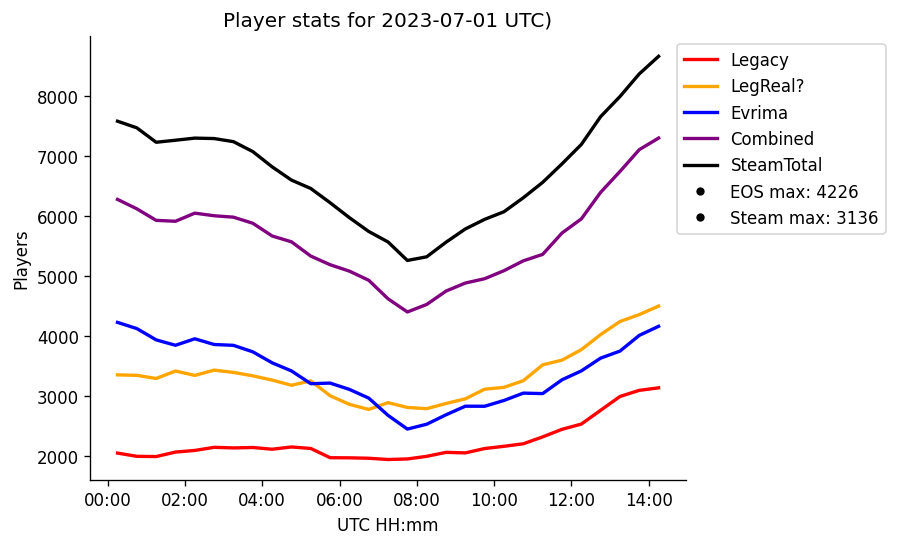 Player stats for 2023-07-01 UTC)
Legacy
LegReal?
Evrima
Combined
SteamTotal
EOS max: 4226
Steam max: 3136
Players
8000
7000
6000
5000
4000
3000
2000
00:00 02:00 04:00 06:00 08:00 10:00 12:00 14:00
UTC HH:mm